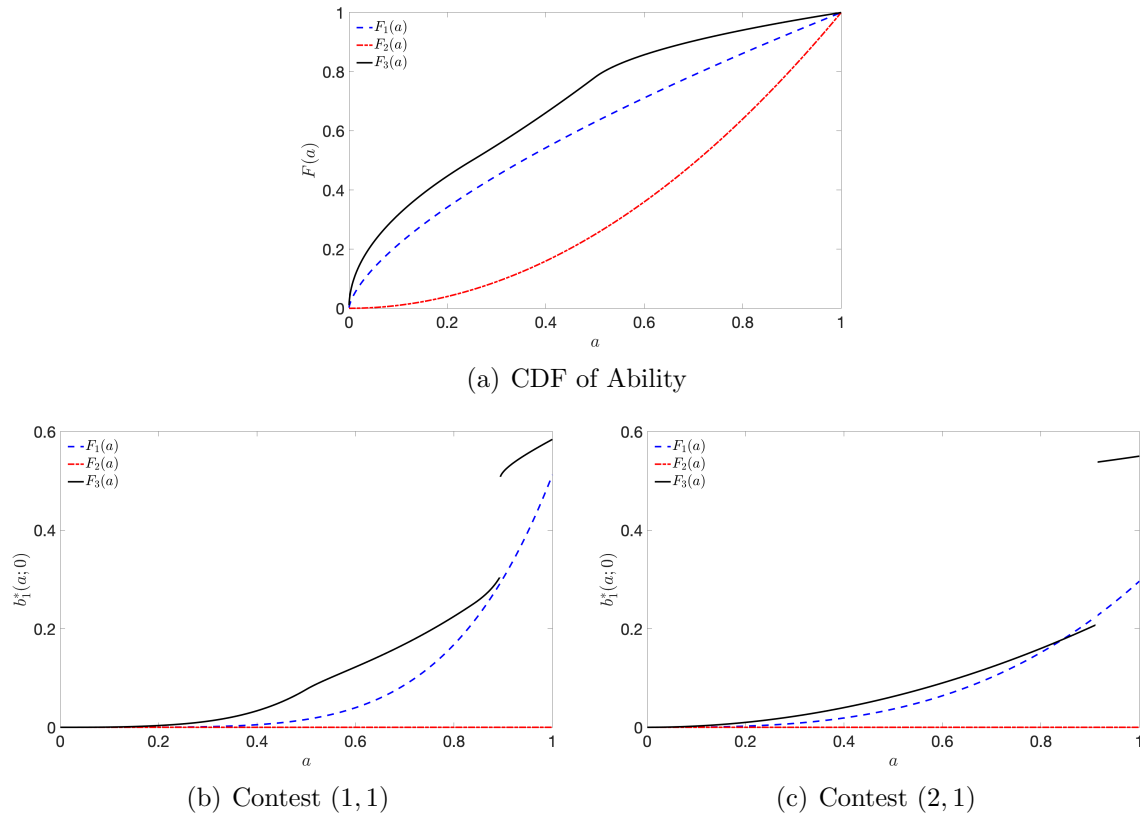 1
0.8
0.6
0.4
0.2
0
F(a)
F₁(a)
F₂(a)
F₃(a)
0 0.2 0.4 0.6 0.8 1
a
(a) CDF of Ability
0.6
0.4
0.2
0
b₁*(a; 0)
F₁(a)
F₂(a)
F₃(a)
0 0.2 0.4 0.6 0.8 1
a
(b) Contest (1, 1)
0.6
0.4
0.2
0
b₁*(a; 0)
F₁(a)
F₂(a)
F₃(a)
0 0.2 0.4 0.6 0.8 1
a
(c) Contest (2, 1)